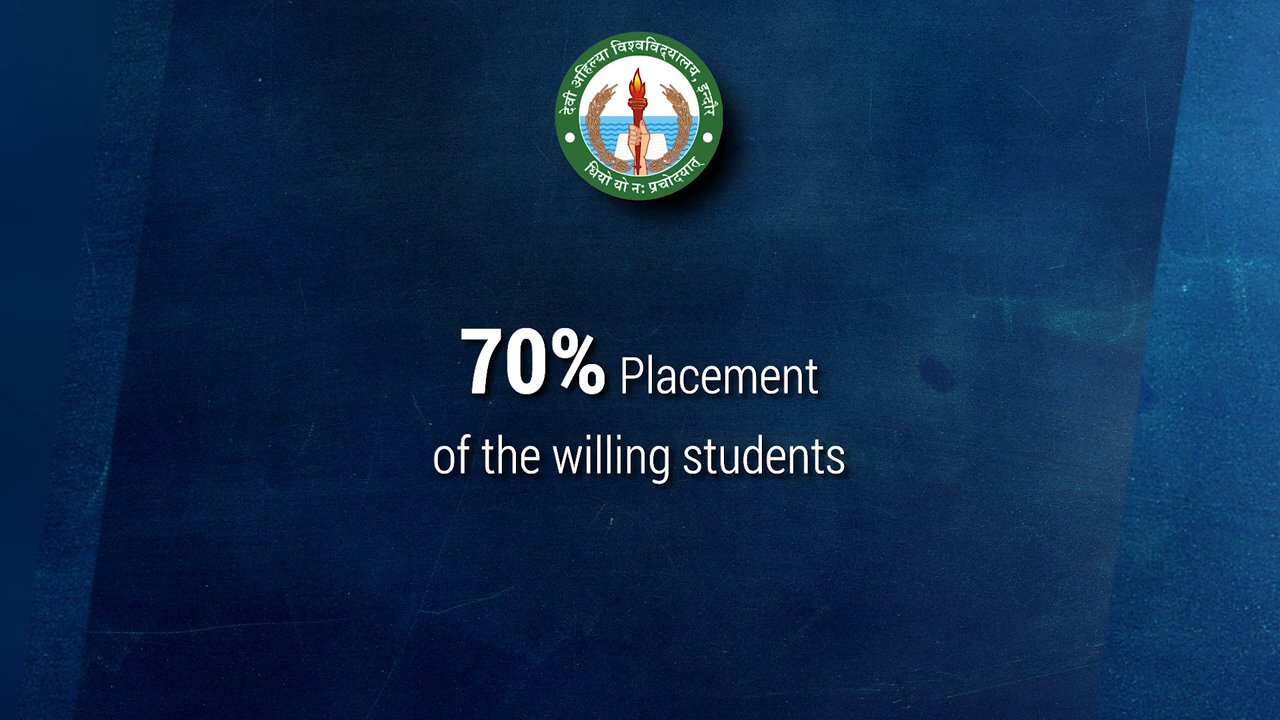 देवी अहिल्या विश्वविद्यालय, इन्दौर
धियो यो नः प्रचोदयात्
70% Placement
of the willing students